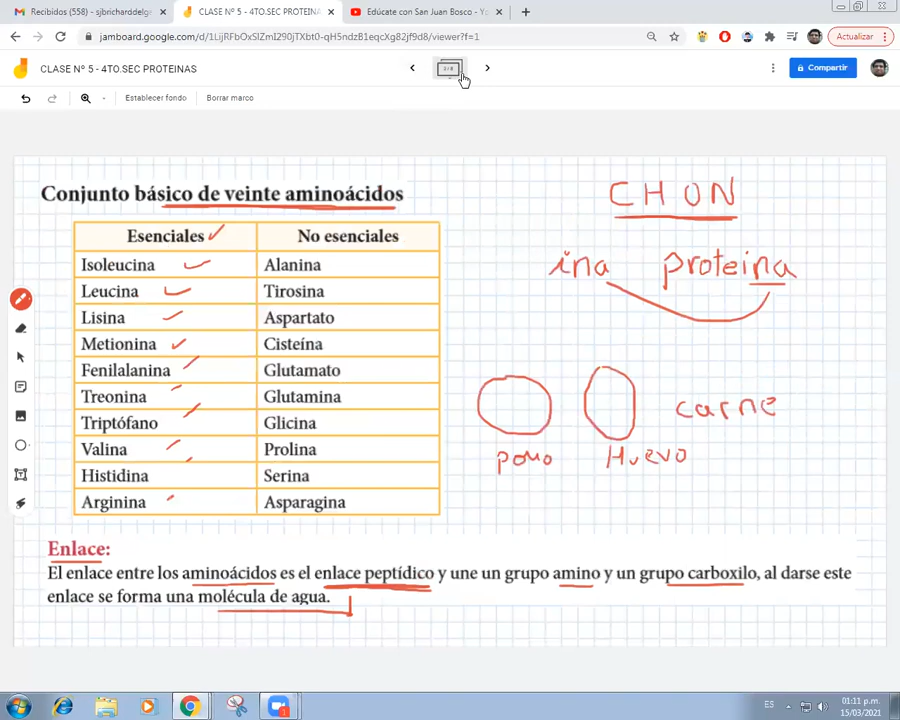 Recibidos (558) - sjbricharddelge
CLASE Nº 5 - 4TO.SEC PROTEINA
Edúcate con San Juan Bosco - Yo
jamboard.google.com/d/1LijRFbOxSlZmI290jTXbt0-qH5ndzB1eqcXg82jf9d8/viewer?f=1
Actualizar
CLASE Nº 5 - 4TO.SEC PROTEINAS
Compartir
Establecer fondo
Borrar marco
Conjunto básico de veinte aminoácidos
Esenciales No esenciales
Isoleucina Alanina
Leucina Tirosina
Lisina Aspartato
Metionina Cisteína
Fenilalanina Glutamato
Treonina Glutamina
Triptófano Glicina
Valina Prolina
Histidina Serina
Arginina Asparagina
CHON
ina proteina
carne
pollo Huevo
Enlace:
El enlace entre los aminoácidos es el enlace peptídico y une un grupo amino y un grupo carboxilo, al darse este
enlace se forma una molécula de agua.
ES
01:11 p.m.
15/03/2021